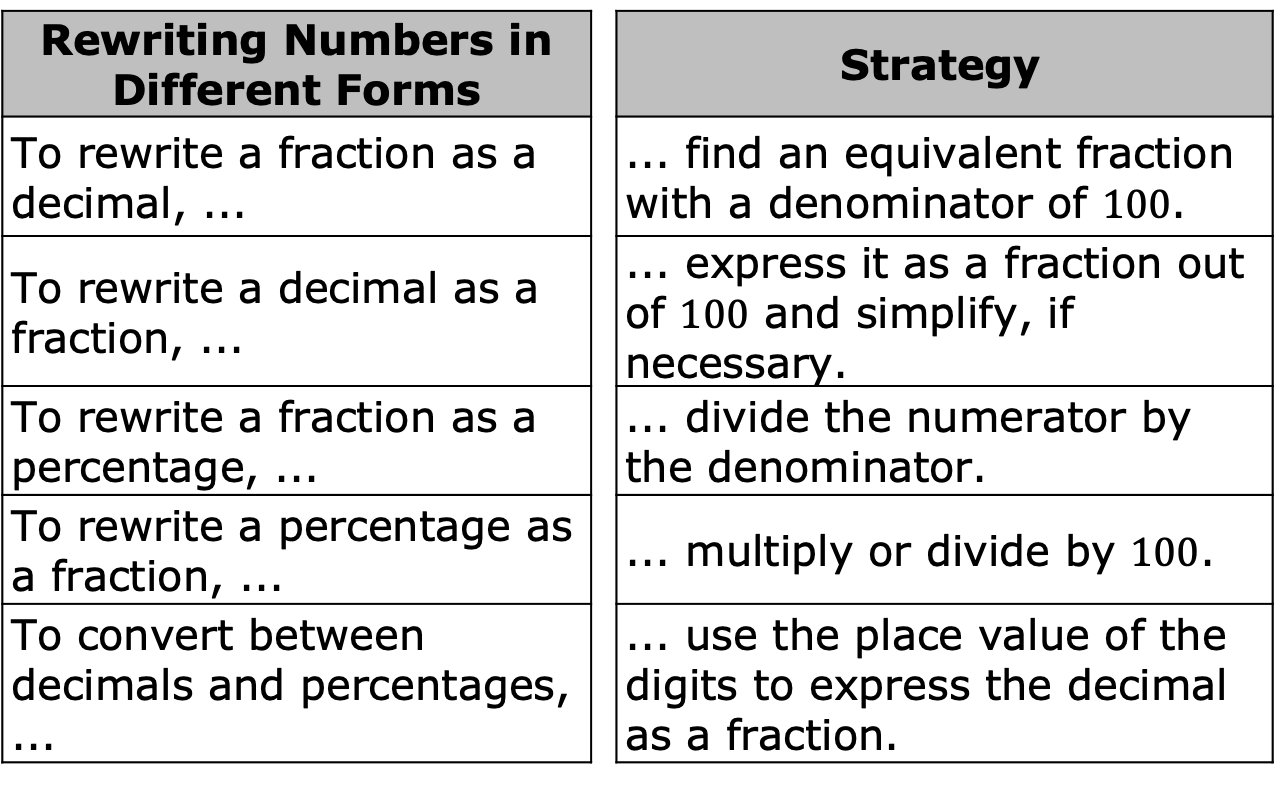 Rewriting Numbers in
Different Forms
Strategy
To rewrite a fraction as a
decimal, ...
... find an equivalent fraction
with a denominator of 100.
To rewrite a decimal as a
fraction, ...
... express it as a fraction out
of 100 and simplify, if
necessary.
To rewrite a fraction as a
percentage, ...
... divide the numerator by
the denominator.
To rewrite a percentage as
a fraction, ...
... multiply or divide by 100.
To convert between
decimals and percentages,
...
... use the place value of the
digits to express the decimal
as a fraction.